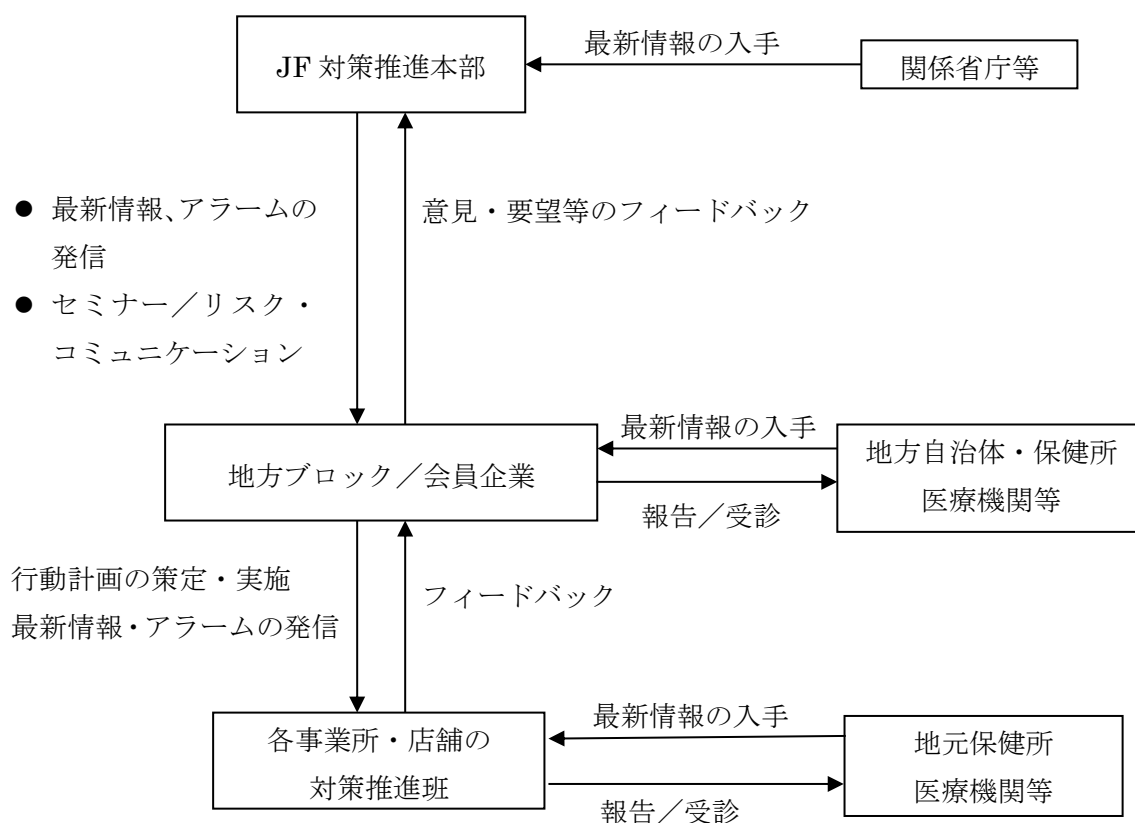 最新情報の入手
JF 対策推進本部
関係省庁等
● 最新情報、アラームの
発信
● セミナー／リスク・
コミュニケーション
意見・要望等のフィードバック
最新情報の入手
地方ブロック／会員企業
地方自治体・保健所
医療機関等
報告／受診
行動計画の策定・実施
最新情報・アラームの発信
フィードバック
最新情報の入手
各事業所・店舗の
対策推進班
地元保健所
医療機関等
報告／受診